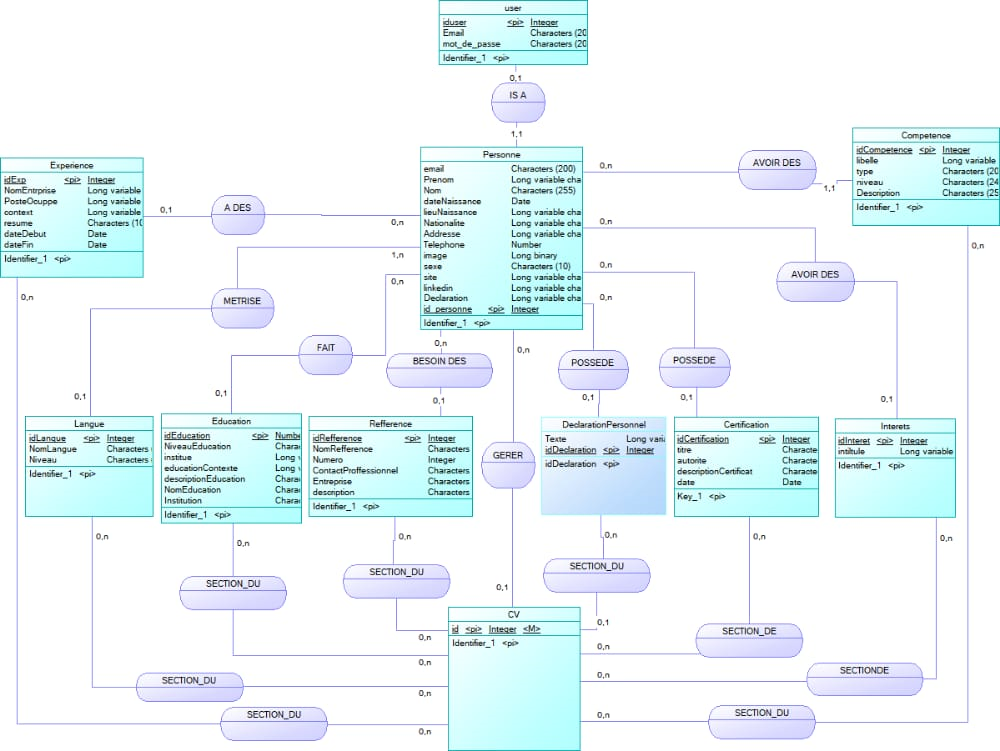 user
iduser <pi> Integer
Email Characters (20
mot_de_passe Characters (20
Identifier_1 <pi>
0,1
IS A
1,1
Experience
idExp <pi> Integer
NomEntrprise Long variable
PosteOcuppe Long variable
context Long variable
resume Characters (10
dateDebut Date
dateFin Date
Identifier_1 <pi>
0,1
A DES
0,n
0,n
Personne
email Characters (200)
Prenom Long variable cha
Nom Characters (255)
dateNaissance Date
lieuNaissance Long variable cha
Nationalite Long variable cha
Addresse Long variable cha
Telephone Number
image Long binary
sexe Characters (10)
site Long variable cha
linkedin Long variable cha
Declaration Long variable cha
id_personne <pi> Integer
Identifier_1 <pi>
0,n
AVOIR DES
1,1
Competence
idCompetence <pi> Integer
libelle Long variable
type Characters (20
niveau Characters (24
Description Characters (25
Identifier_1 <pi>
0,n
0,n
AVOIR DES
0,1
1,n
METRISE
0,1
0,n
FAIT
0,1
0,n
BESOIN DES
0,1
0,n
GERER
0,1
0,n
POSSEDE
0,1
0,n
POSSEDE
0,1
Langue
idLangue <pi> Integer
NomLangue Characters
Niveau Characters
Identifier_1 <pi>
Education
idEducation <pi> Numbe
NiveauEducation Charac
institue Long v
educationContexte Long v
descriptionEducation Charac
NomEducation Charac
Institution Charac
Identifier_1 <pi>
Refference
idRefference <pi> Integer
NomRefference Characters
Numero Integer
ContactProffessionnel Characters
Entreprise Characters
description Characters
Identifier_1 <pi>
DeclarationPersonnel
Texte Long varia
idDeclaration <pi> Integer
idDeclaration <pi>
Certification
idCertification <pi> Integer
titre Characte
autorite Characte
descriptionCertificat Characte
date Date
Key_1 <pi>
Interets
idInteret <pi> Integer
intiltule Long variable
Identifier_1 <pi>
0,n
0,n
0,n
0,n
0,n
0,n
SECTION_DU
SECTION_DU
SECTION_DU
SECTION_DE
SECTIONDE
SECTION_DU
SECTION_DU
SECTION_DU
CV
id <pi> Integer <M>
Identifier_1 <pi>
0,n
0,n
0,n
0,n
0,1
0,n
0,n
0,n